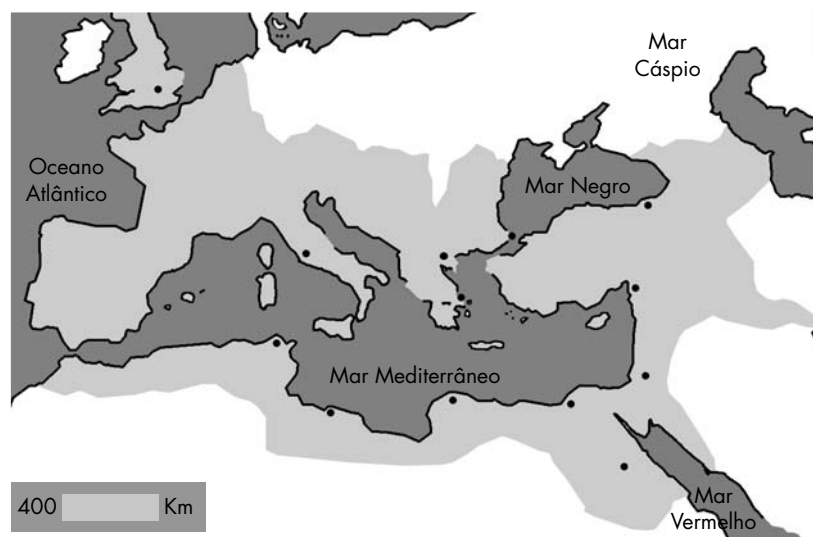 Mar
Cáspio
Oceano
Atlântico
Mar Negro
Mar Mediterrâneo
400 Km
Mar
Vermelho